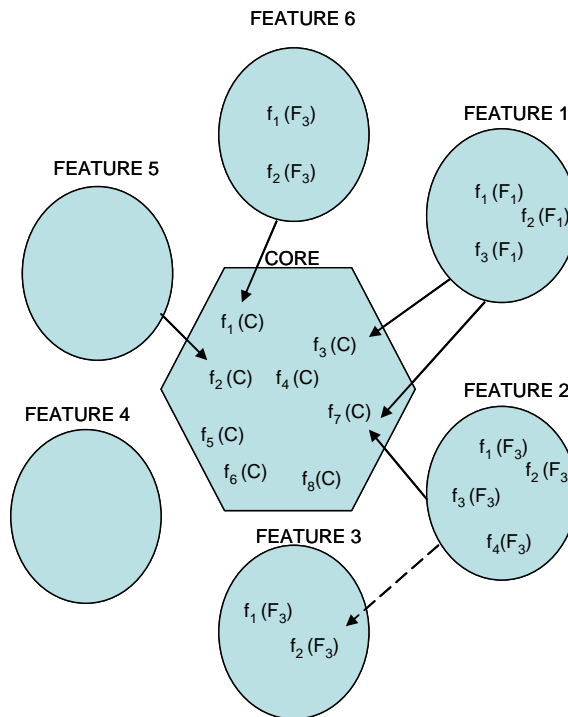 FEATURE 6
f₁ (F₃)
f₂ (F₃)
FEATURE 1
f₁ (F₁)
f₂ (F₁)
f₃ (F₁)
FEATURE 5
CORE
f₁ (C)
f₃ (C)
f₂ (C)
f₄ (C)
f₇ (C)
f₅ (C)
f₆ (C)
f₈(C)
FEATURE 4
FEATURE 2
f₁ (F₃)
f₂ (F₃
f₃ (F₃)
f₄(F₃)
FEATURE 3
f₁ (F₃)
f₂ (F₃)